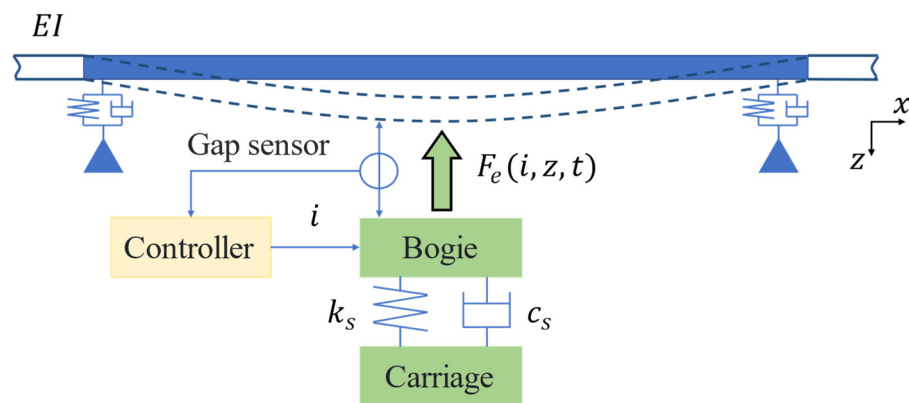 EI
x
z
Gap sensor
F_e(i, z, t)
i
Controller
Bogie
k_s
c_s
Carriage